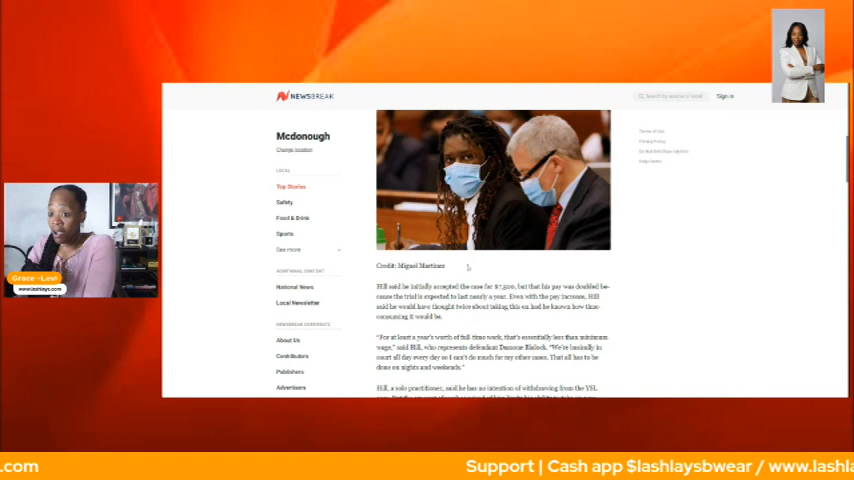 NEWSBREAK
Sign in
Mcdonough
Change location
LOCAL
Top Stories
Safety
Food & Drink
Sports
See more
ADDITIONAL CONTENT
National News
Local Newsletter
NEWSBREAK CORPORATE
About Us
Contributors
Publishers
Advertisers
Terms of Use
Privacy Policy
Help Center
Credit: Miguel Martinez
Hill said he initially accepted the case for $7,500, but that his pay was doubled be-
cause the trial is expected to last nearly a year. Even with the pay increase, Hill
said he would have thought twice about taking this on had he known how time-
consuming it would be.
"For at least a year's worth of full-time work, that's essentially less than minimum
wage," said Hill, who represents defendant Damone Blalock. "We're basically in
court all day every day so I can't do much for my other cases. That all has to be
done on nights and weekends."
Hill, a solo practitioner, said he has no intention of withdrawing from the YSL
Grace--Levi
www.lashlays.com
.com
Support | Cash app $lashlaysbwear / www.lashla